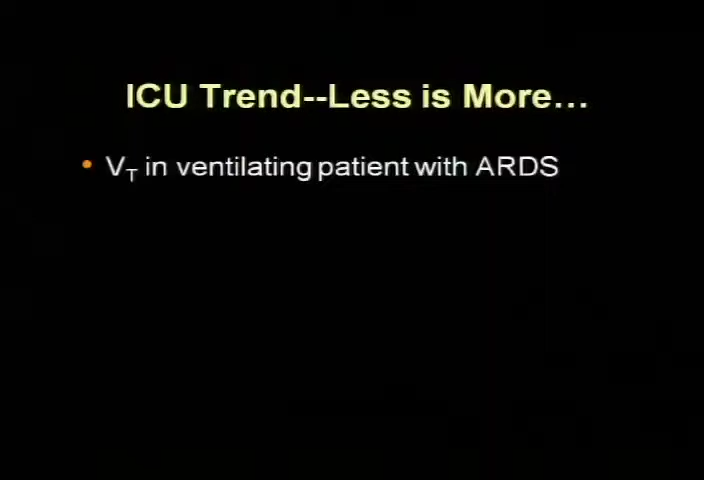 ICU Trend--Less is More…
• V_T in ventilating patient with ARDS